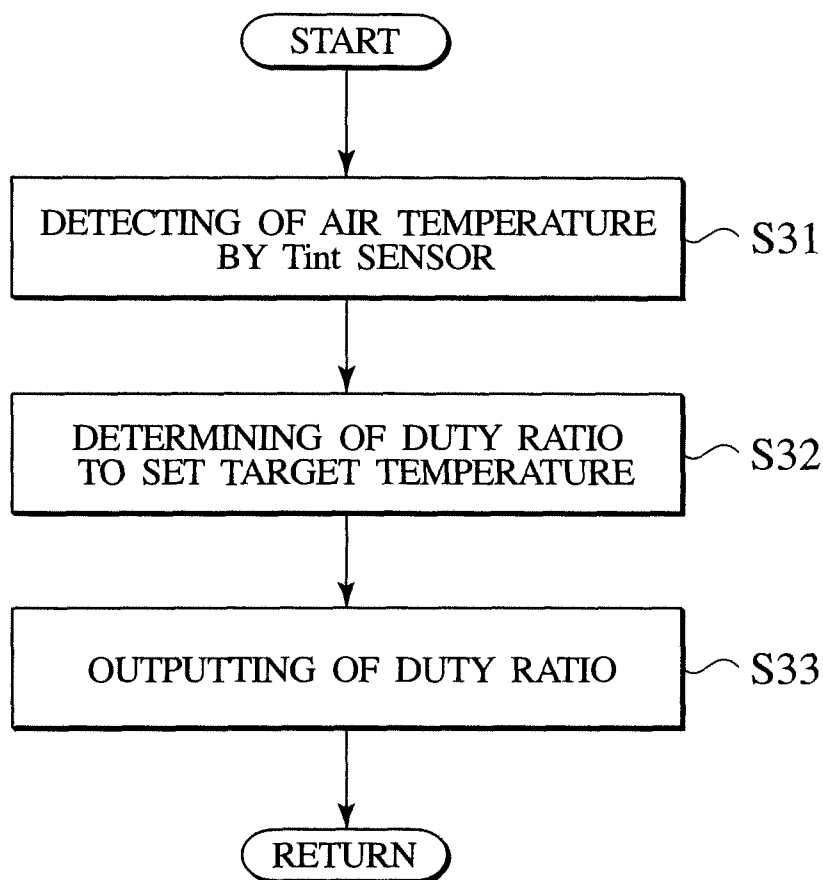 START
DETECTING OF AIR TEMPERATURE
BY Tint SENSOR
S31
DETERMINING OF DUTY RATIO
TO SET TARGET TEMPERATURE
S32
OUTPUTTING OF DUTY RATIO
S33
RETURN